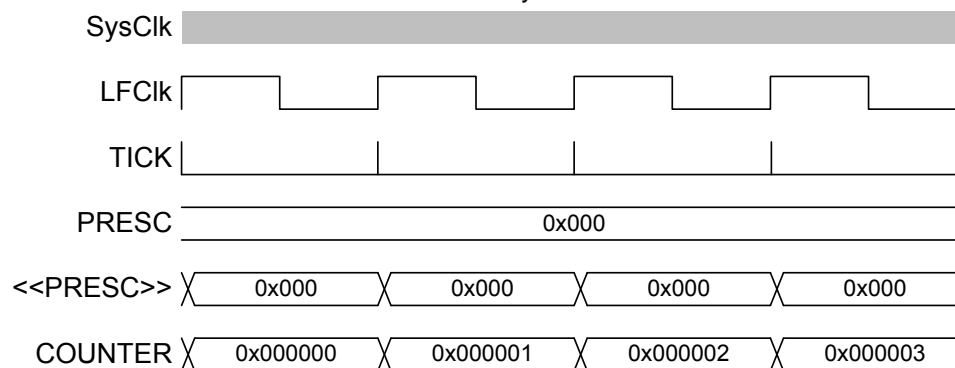 SysClk
LFClk
TICK
PRESC 0x000
<<PRESC>> 0x000 0x000 0x000 0x000
COUNTER 0x000000 0x000001 0x000002 0x000003